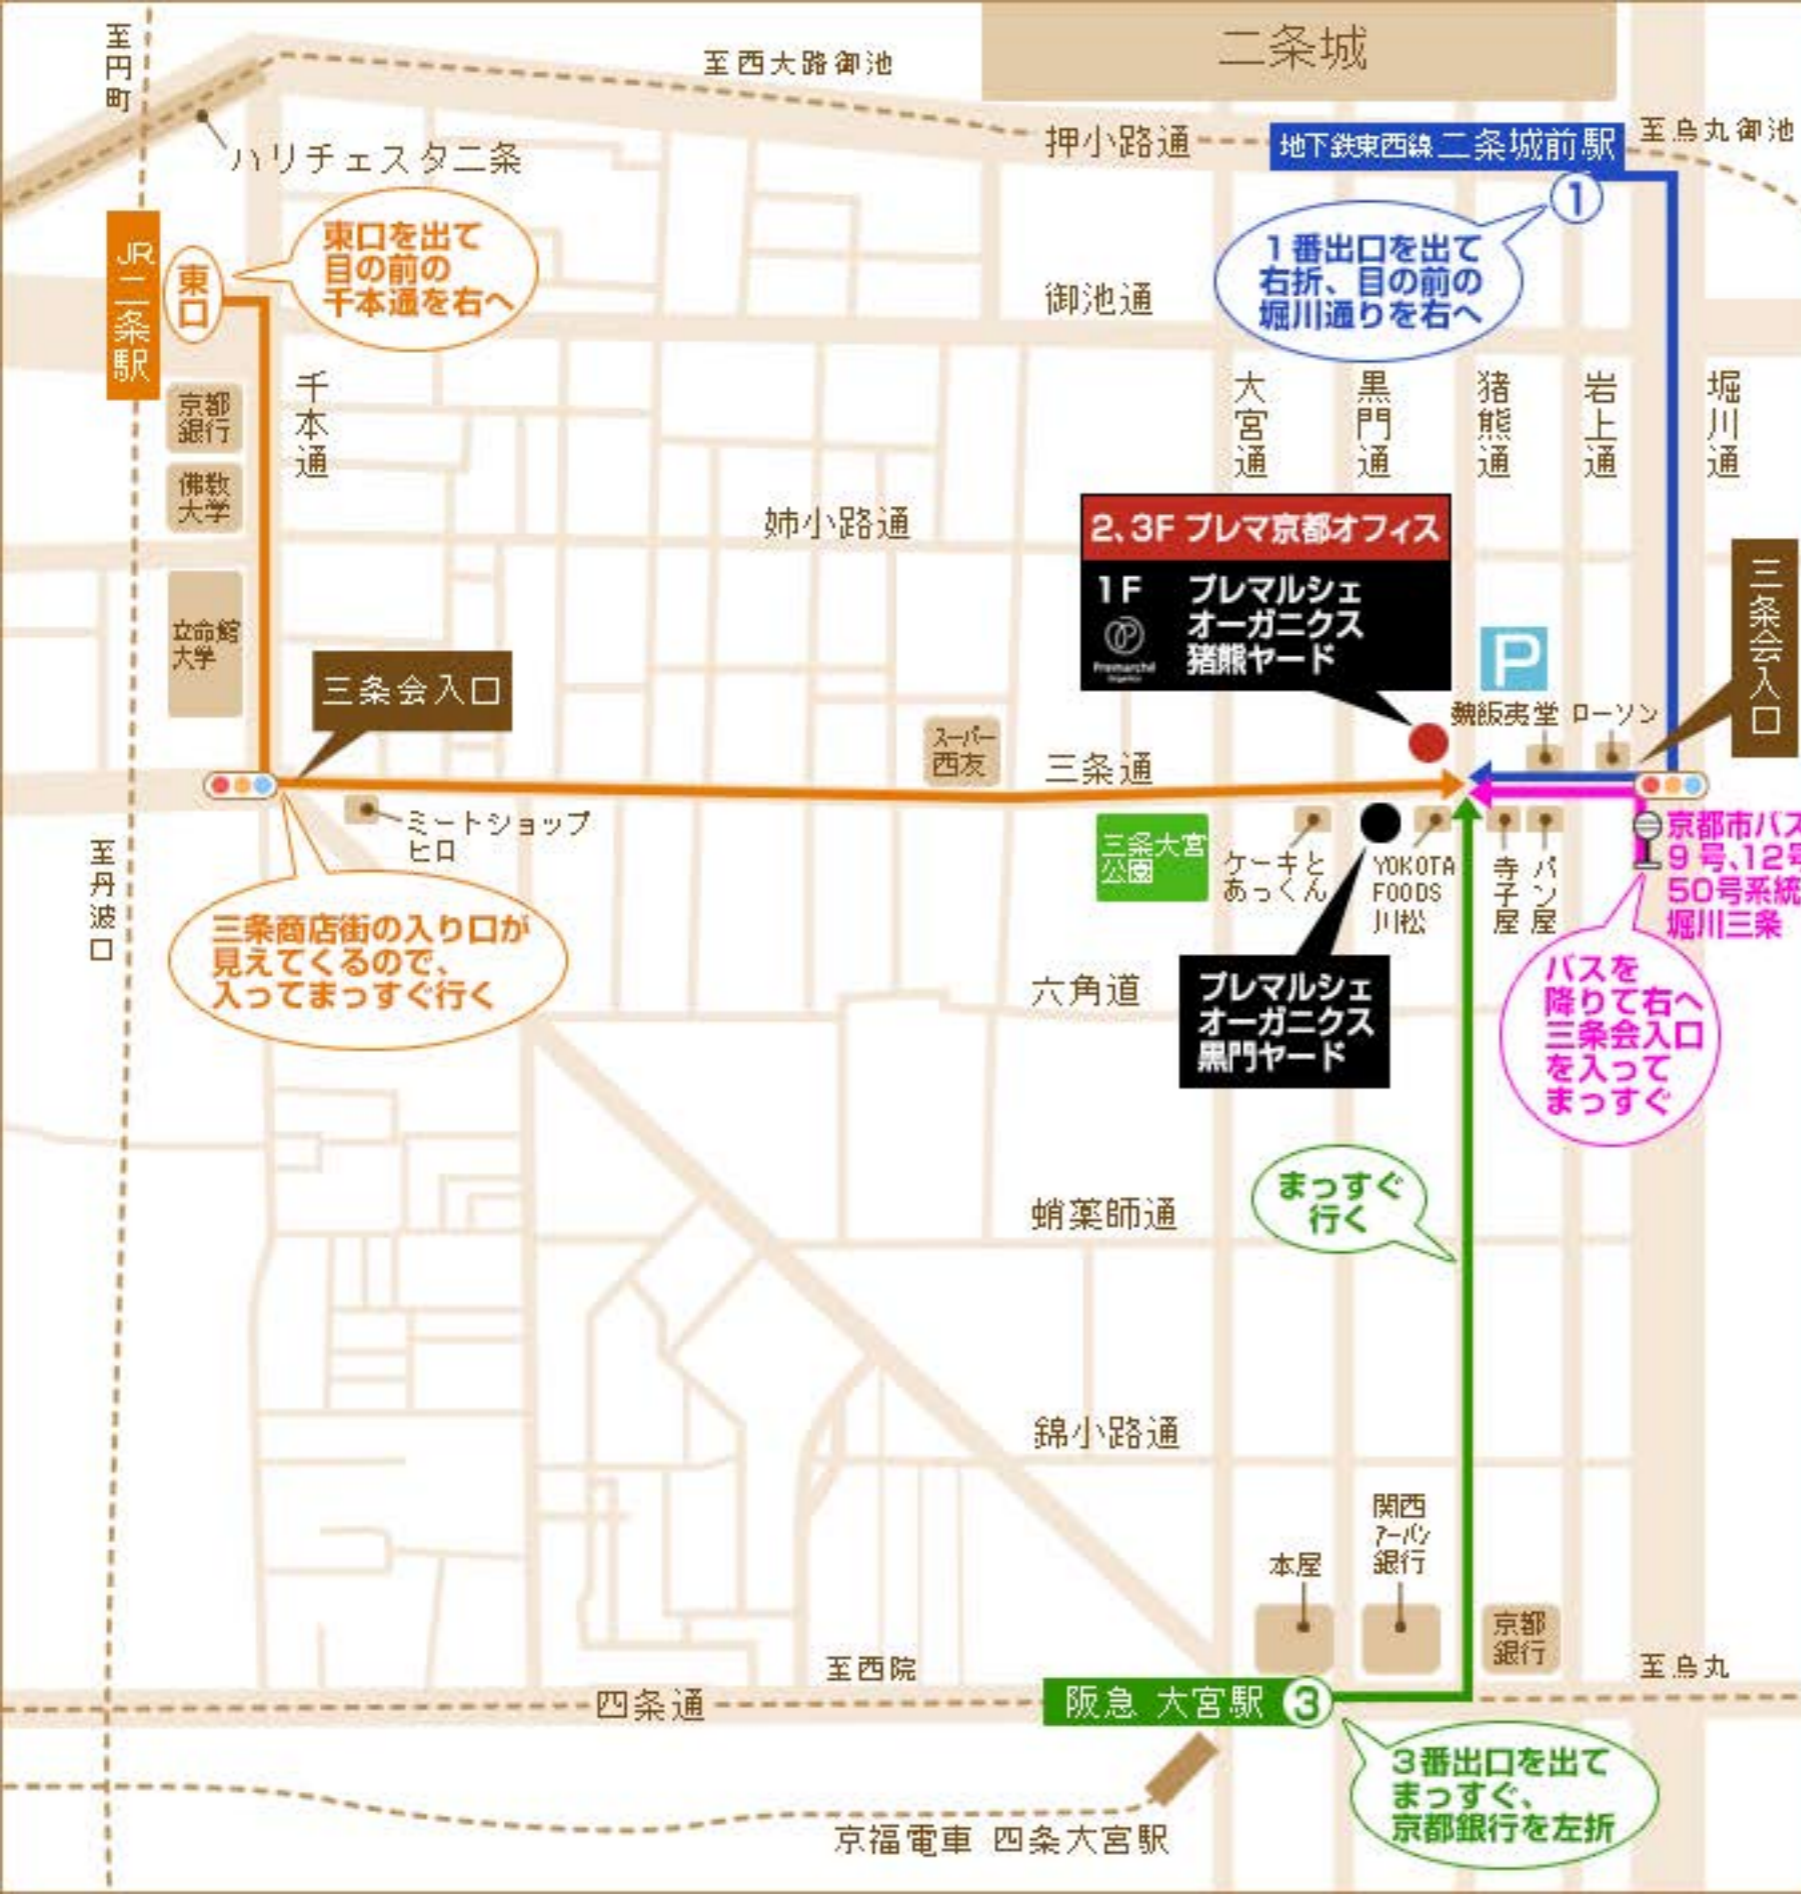 至円町
至西大路御池
二条城
押小路通
地下鉄東西線二条城前駅
至烏丸御池
ハリチェスタ二条
1
JR二条駅
東口
東口を出て
目の前の
千本通を右へ
1番出口を出て
右折、目の前の
堀川通りを右へ
御池通
京都
銀行
千本通
大宮通
黒門通
猪熊通
岩上通
堀川通
佛教
大学
姉小路通
2、3F プレマ京都オフィス
1F プレマルシェ
オーガニクス
猪熊ヤード
Premarché
Organics
立命館
大学
三条会入口
P
三条会入口
スーパー
西友
三条通
夷堂
ローソン
ミートショップ
ヒロ
三条大宮
公園
ケーキと
あっくん
YOKOTA
FOODS
川松
寺子屋
パン屋
京都市バス
9号、12号
50号系統
堀川三条
至丹波口
三条商店街の入り口が
見えてくるので、
入ってまっすぐ行く
六角道
プレマルシェ
オーガニクス
黒門ヤード
バスを
降りて右へ
三条会入口
を入って
まっすぐ
まっすぐ
行く
蛸薬師通
錦小路通
本屋
関西
アーバン
銀行
京都
銀行
至西院
至烏丸
四条通
阪急 大宮駅 3
3番出口を出て
まっすぐ、
京都銀行を左折
京福電車 四条大宮駅